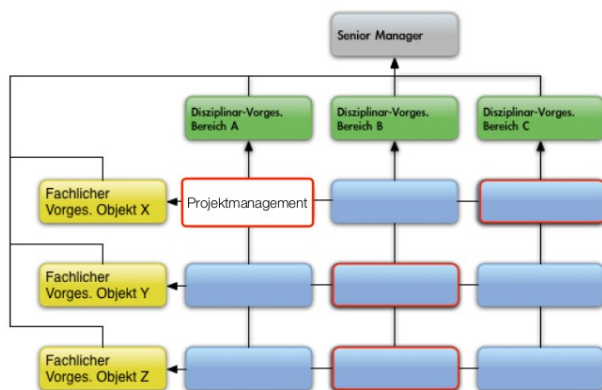 Senior Manager
Disziplinar-Vorges.
Bereich A
Disziplinar-Vorges.
Bereich B
Disziplinar-Vorges.
Bereich C
Fachlicher
Vorges. Objekt X
Projektmanagement
Fachlicher
Vorges. Objekt Y
Fachlicher
Vorges. Objekt Z